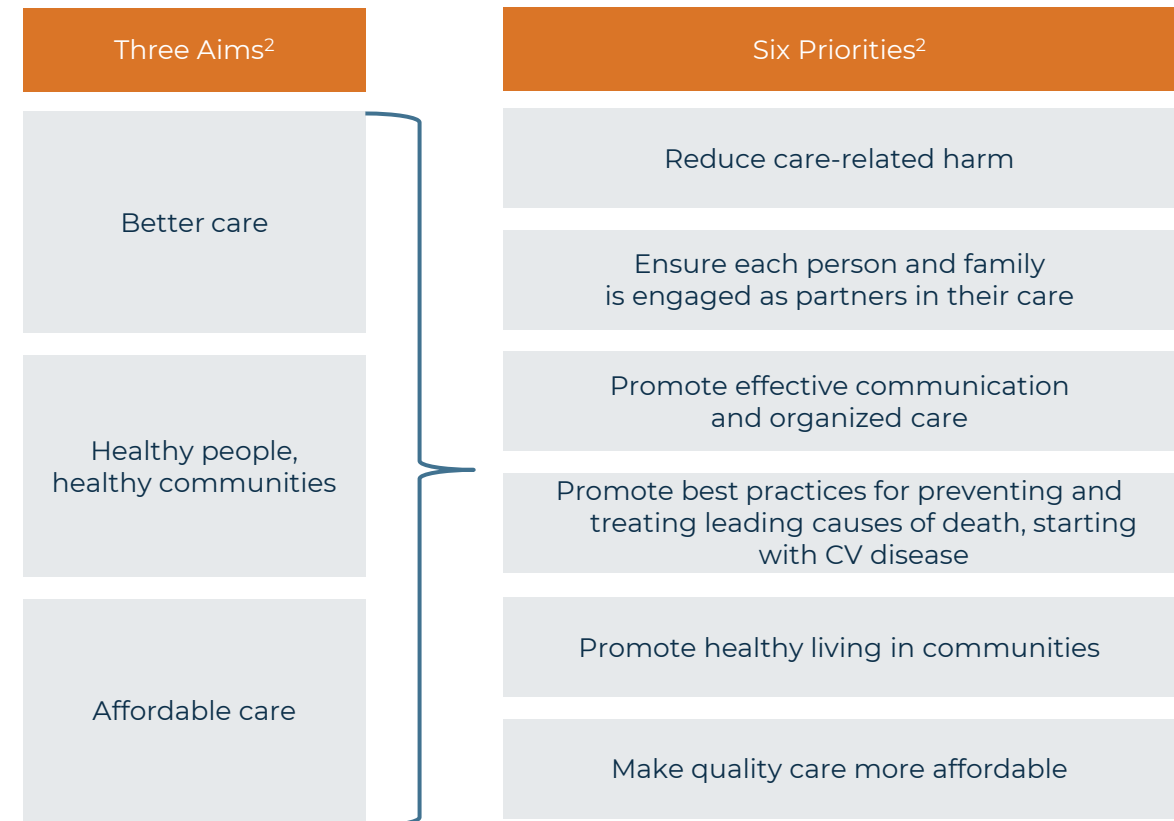 Three Aims²
Better care
Healthy people,
healthy communities
Affordable care
Six Priorities²
Reduce care-related harm
Ensure each person and family
is engaged as partners in their care
Promote effective communication
and organized care
Promote best practices for preventing and
treating leading causes of death, starting
with CV disease
Promote healthy living in communities
Make quality care more affordable